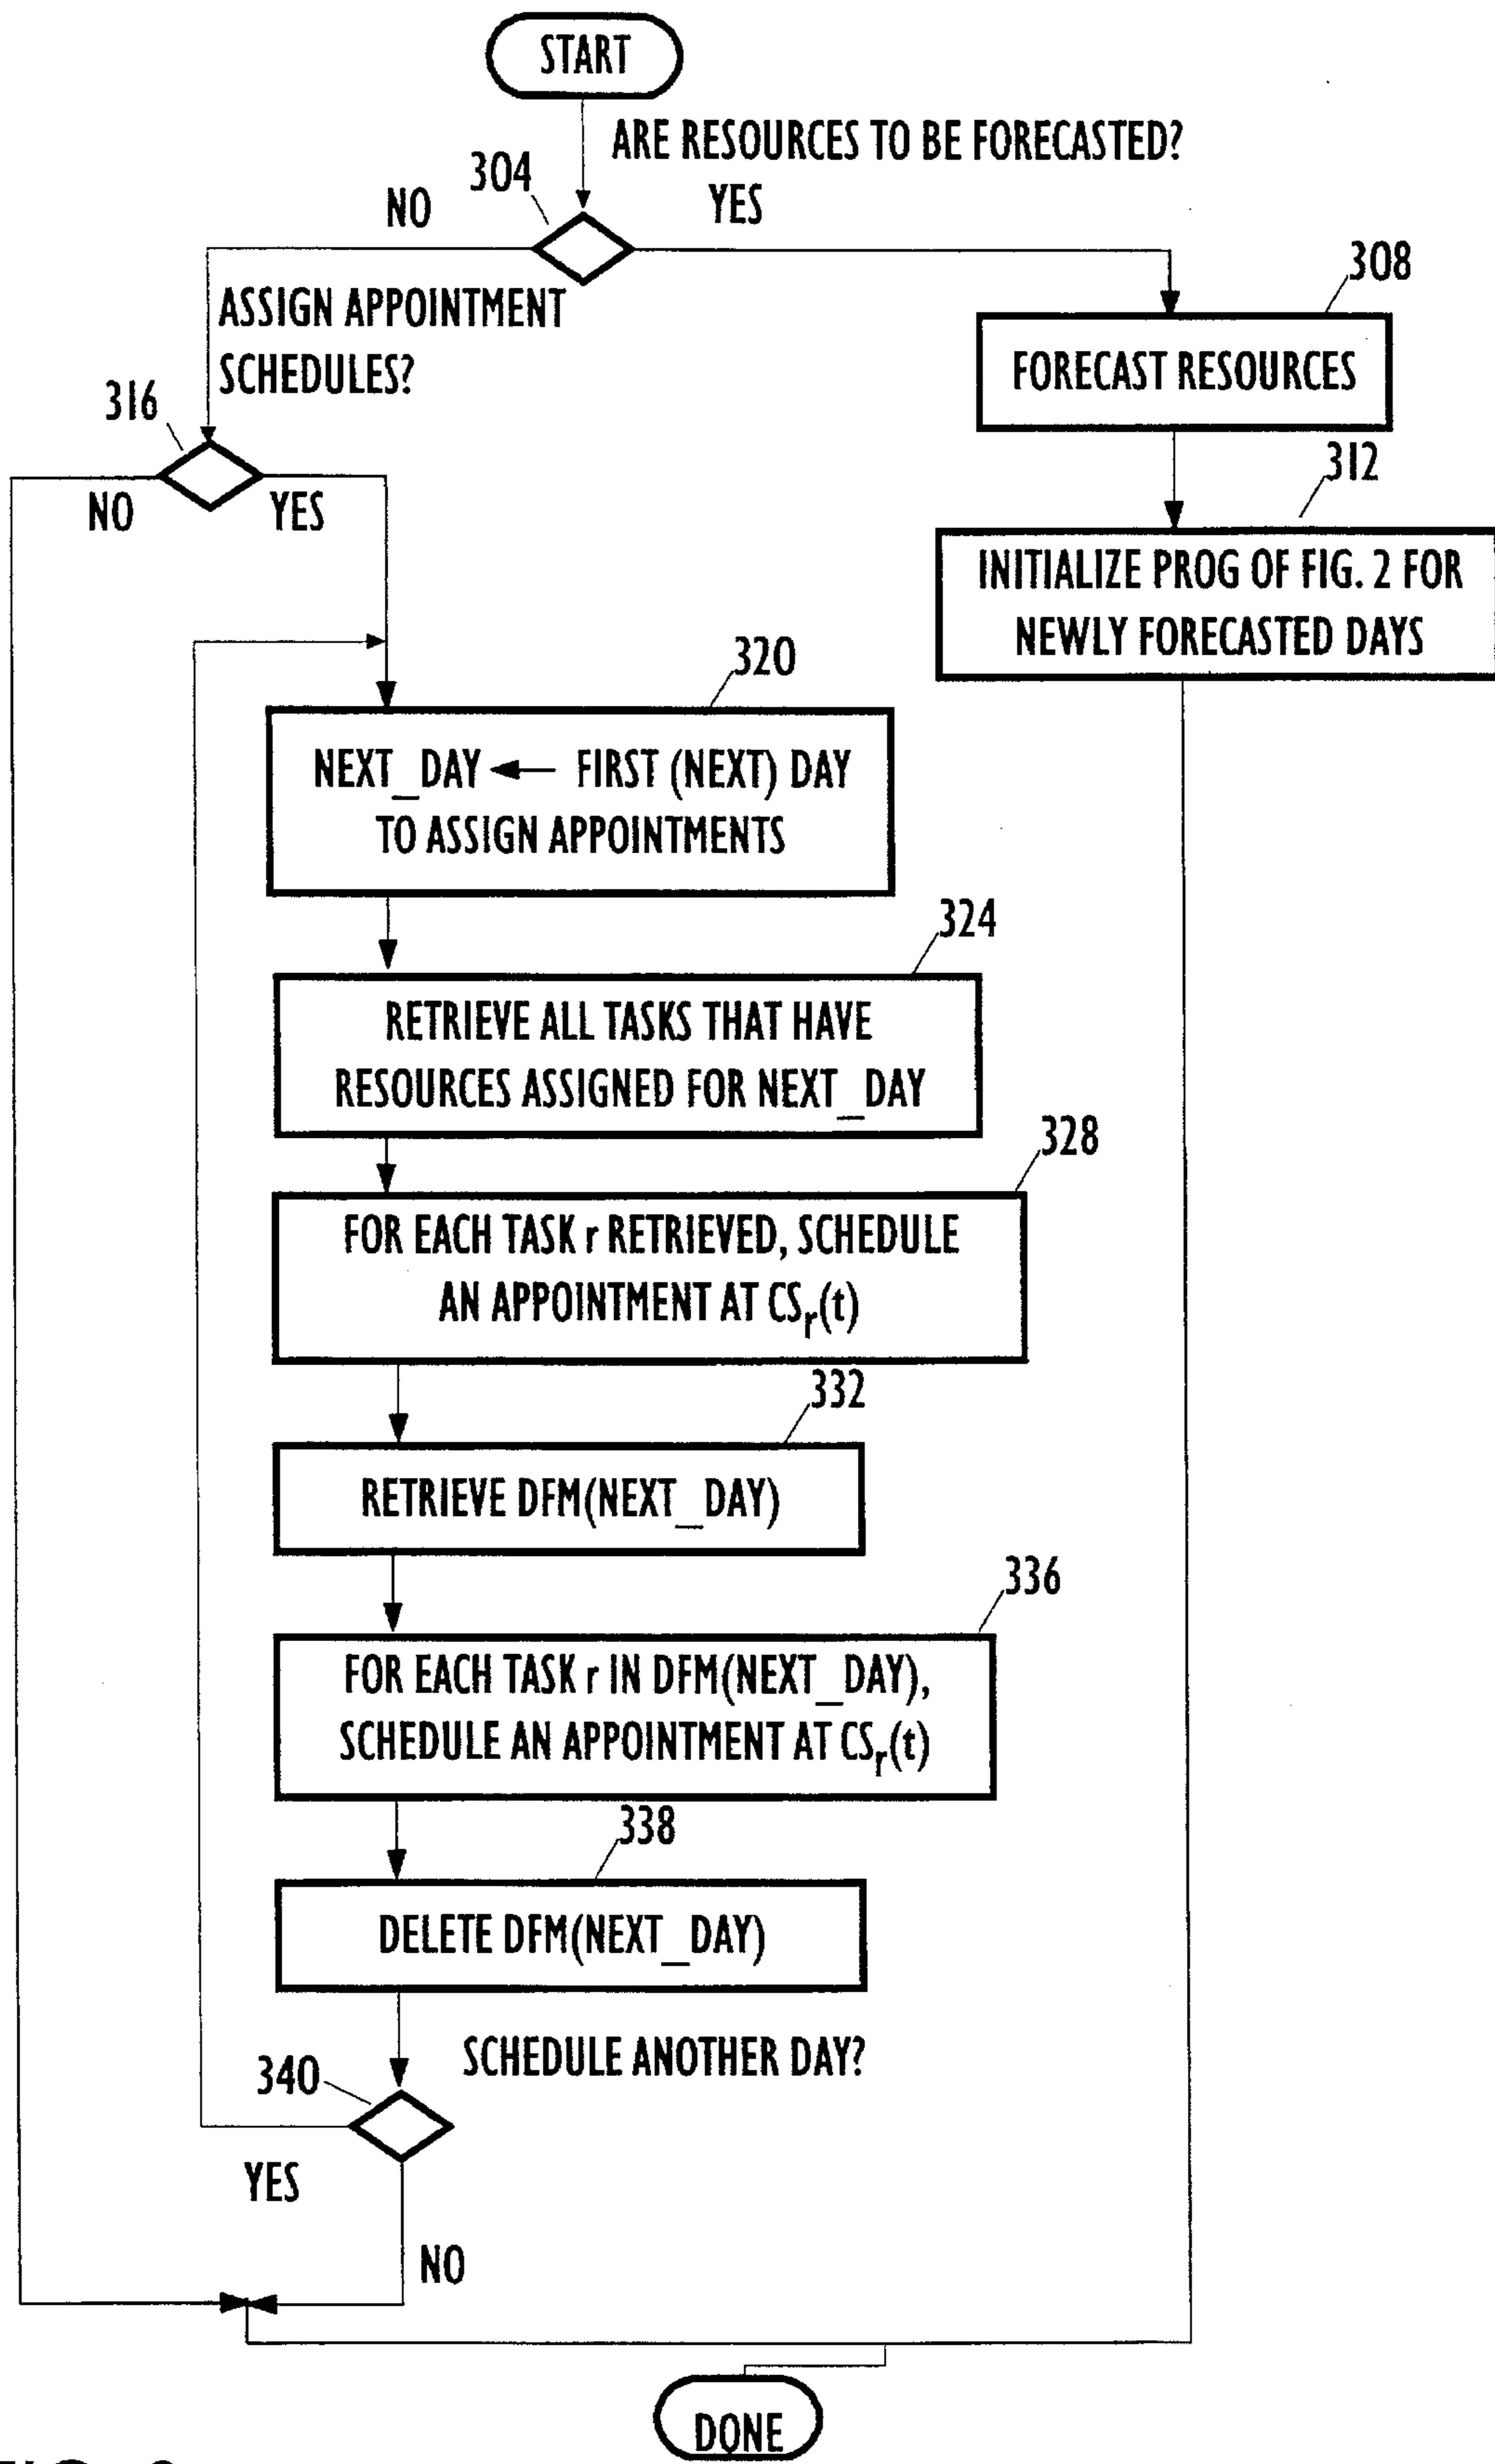 START
ARE RESOURCES TO BE FORECASTED?
304
NO
YES
308
ASSIGN APPOINTMENT
SCHEDULES?
FORECAST RESOURCES
316
312
NO
YES
INITIALIZE PROG OF FIG. 2 FOR
NEWLY FORECASTED DAYS
320
NEXT_DAY ← FIRST (NEXT) DAY
TO ASSIGN APPOINTMENTS
324
RETRIEVE ALL TASKS THAT HAVE
RESOURCES ASSIGNED FOR NEXT_DAY
328
FOR EACH TASK r RETRIEVED, SCHEDULE
AN APPOINTMENT AT CSr(t)
332
RETRIEVE DFM(NEXT_DAY)
336
FOR EACH TASK r IN DFM(NEXT_DAY),
SCHEDULE AN APPOINTMENT AT CSr(t)
338
DELETE DFM(NEXT_DAY)
SCHEDULE ANOTHER DAY?
340
YES
NO
DONE